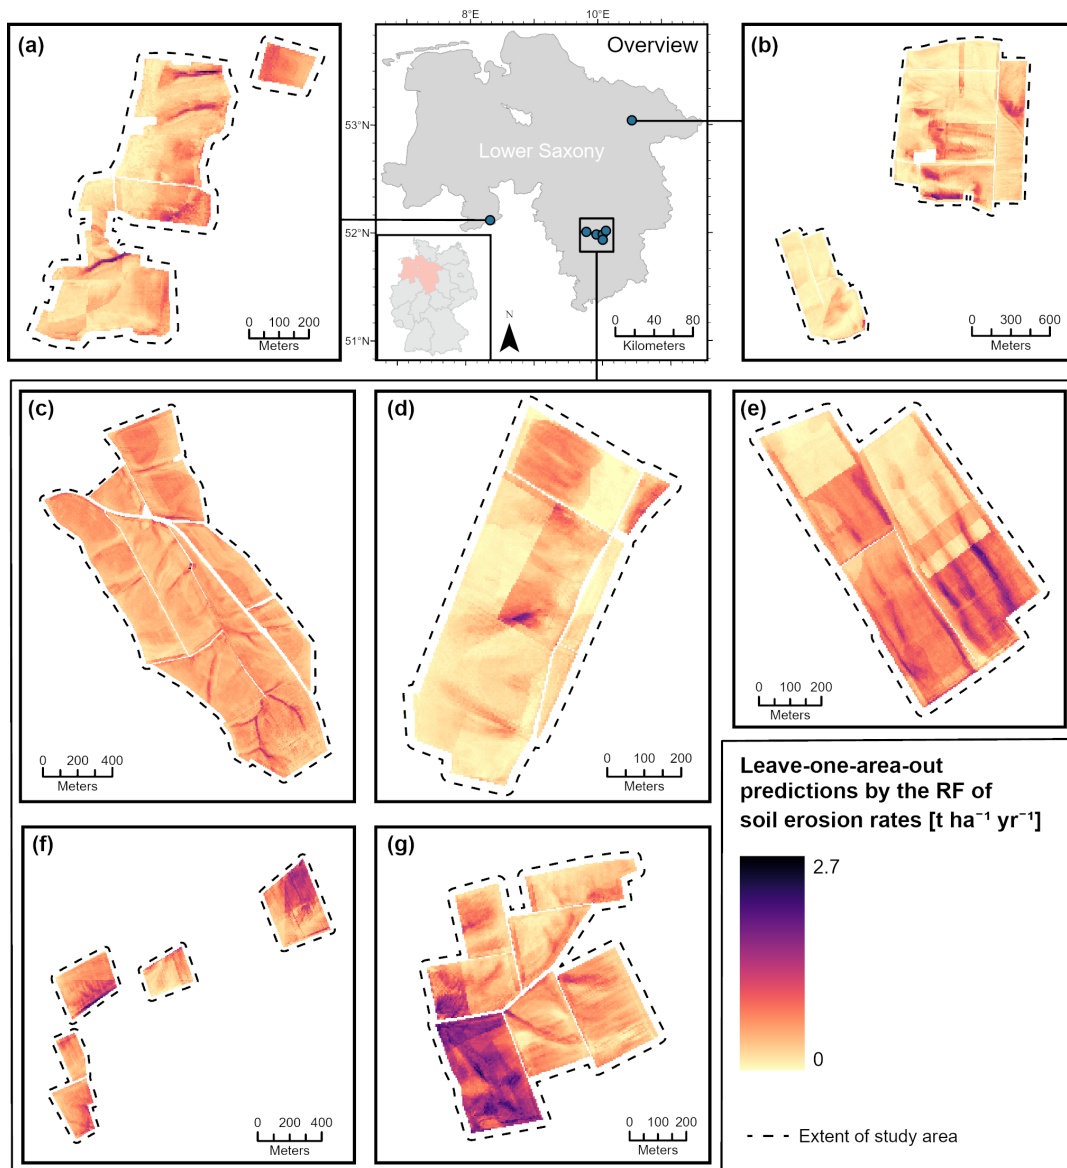 8°E
10°E
(a)
Overview
(b)
53°N
Lower Saxony
52°N
51°N
N
0 100 200
Meters
0 40 80
Kilometers
0 300 600
Meters
(c)
(d)
(e)
0 200 400
Meters
0 100 200
Meters
0 100 200
Meters
Leave-one-area-out
predictions by the RF of
soil erosion rates [t ha⁻¹ yr⁻¹]
2.7
0
(f)
(g)
0 200 400
Meters
0 100 200
Meters
Extent of study area